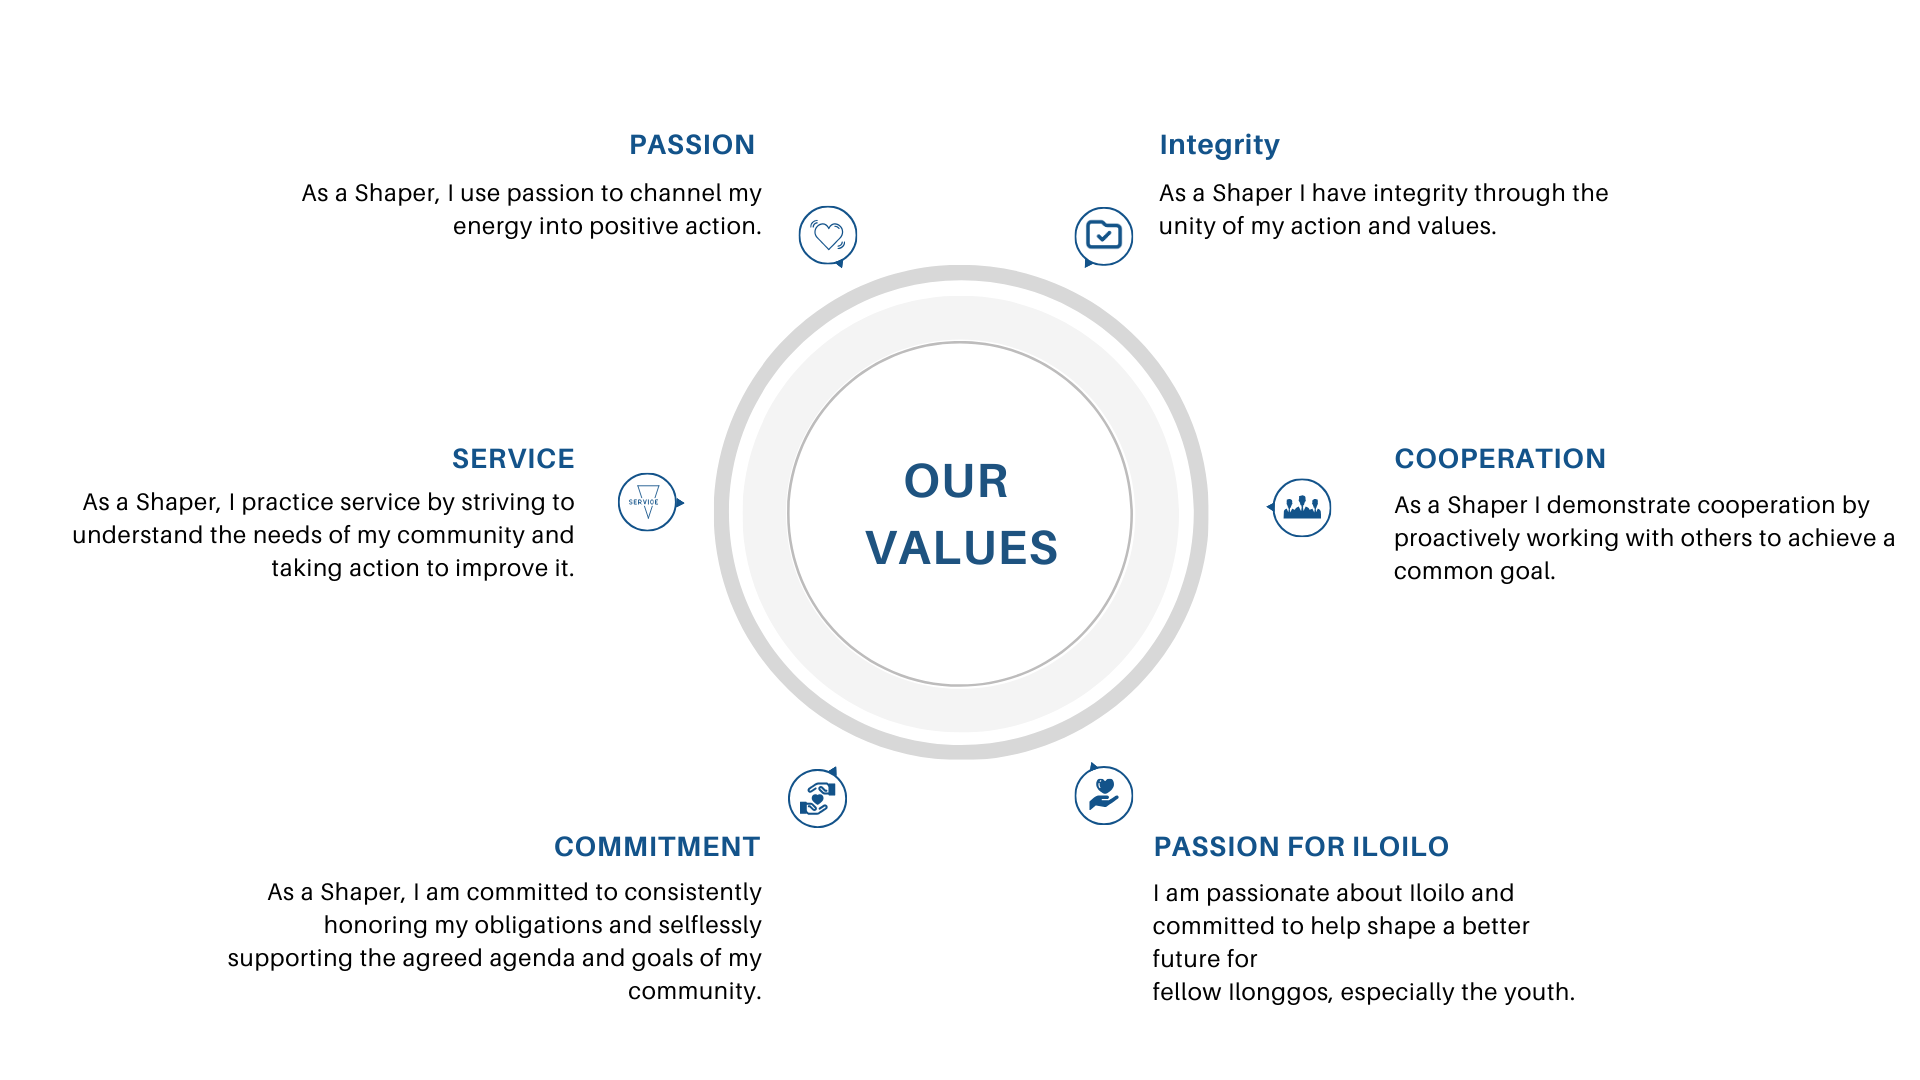 PASSION
As a Shaper, I use passion to channel my
energy into positive action.
Integrity
As a Shaper I have integrity through the
unity of my action and values.
SERVICE
As a Shaper, I practice service by striving to
understand the needs of my community and
taking action to improve it.
SERVICE
OUR
VALUES
COOPERATION
As a Shaper I demonstrate cooperation by
proactively working with others to achieve a
common goal.
COMMITMENT
As a Shaper, I am committed to consistently
honoring my obligations and selflessly
supporting the agreed agenda and goals of my
community.
PASSION FOR ILOILO
I am passionate about Iloilo and
committed to help shape a better
future for
fellow Ilonggos, especially the youth.